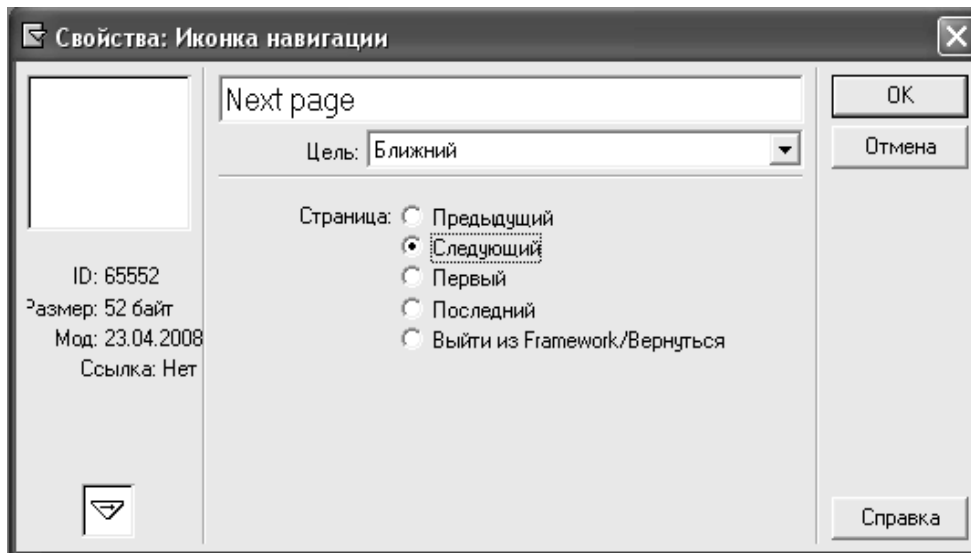 Свойства: Иконка навигации
Next page
OK
Цель: Ближний
Отмена
Страница: Предыдущий
Следующий
Первый
Последний
Выйти из Framework/Вернуться
ID: 65552
Размер: 52 байт
Мод: 23.04.2008
Ссылка: Нет
Справка